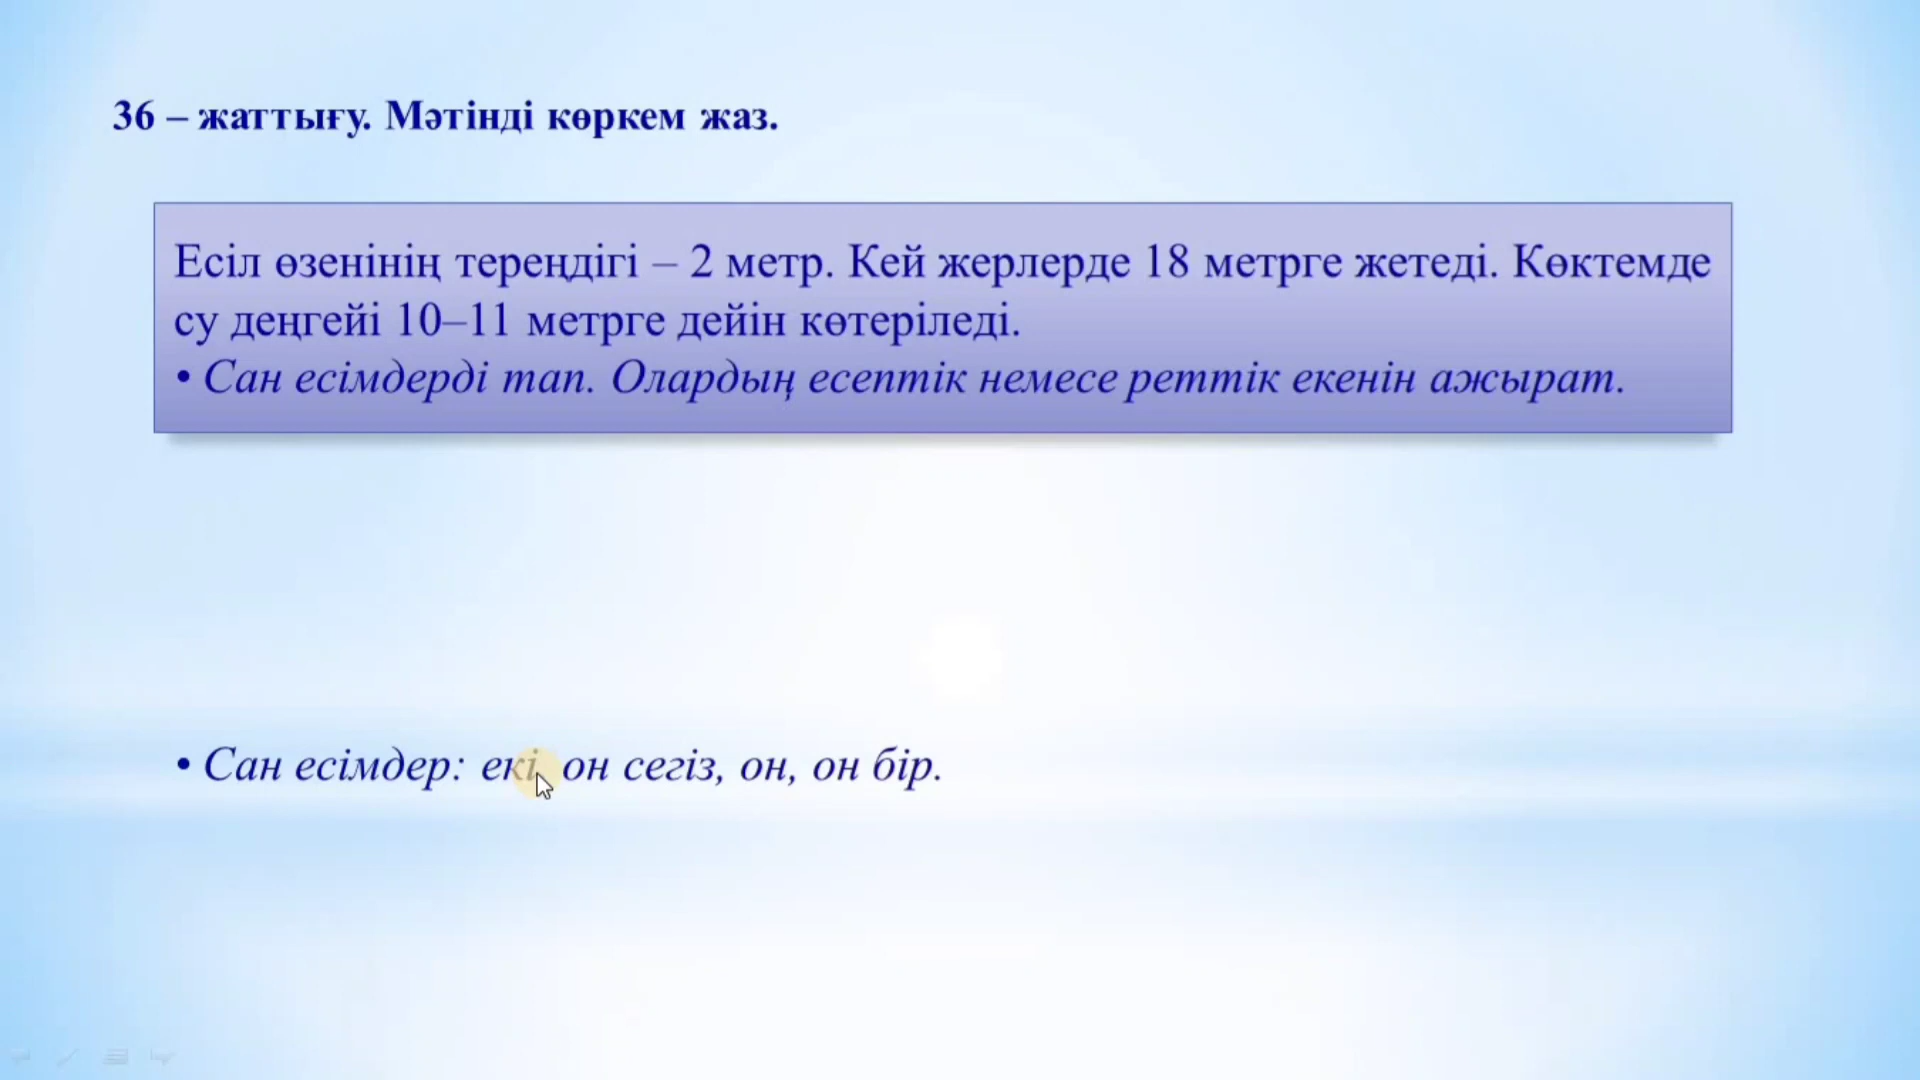 36 – жаттығу. Мәтінді көркем жаз.
Есіл өзенінің тереңдігі – 2 метр. Кей жерлерде 18 метрге жетеді. Көктемде
су деңгейі 10–11 метрге дейін көтеріледі.
• Сан есімдерді тап. Олардың есептік немесе реттік екенін ажырат.
• Сан есімдер: екі, он сегіз, он, он бір.